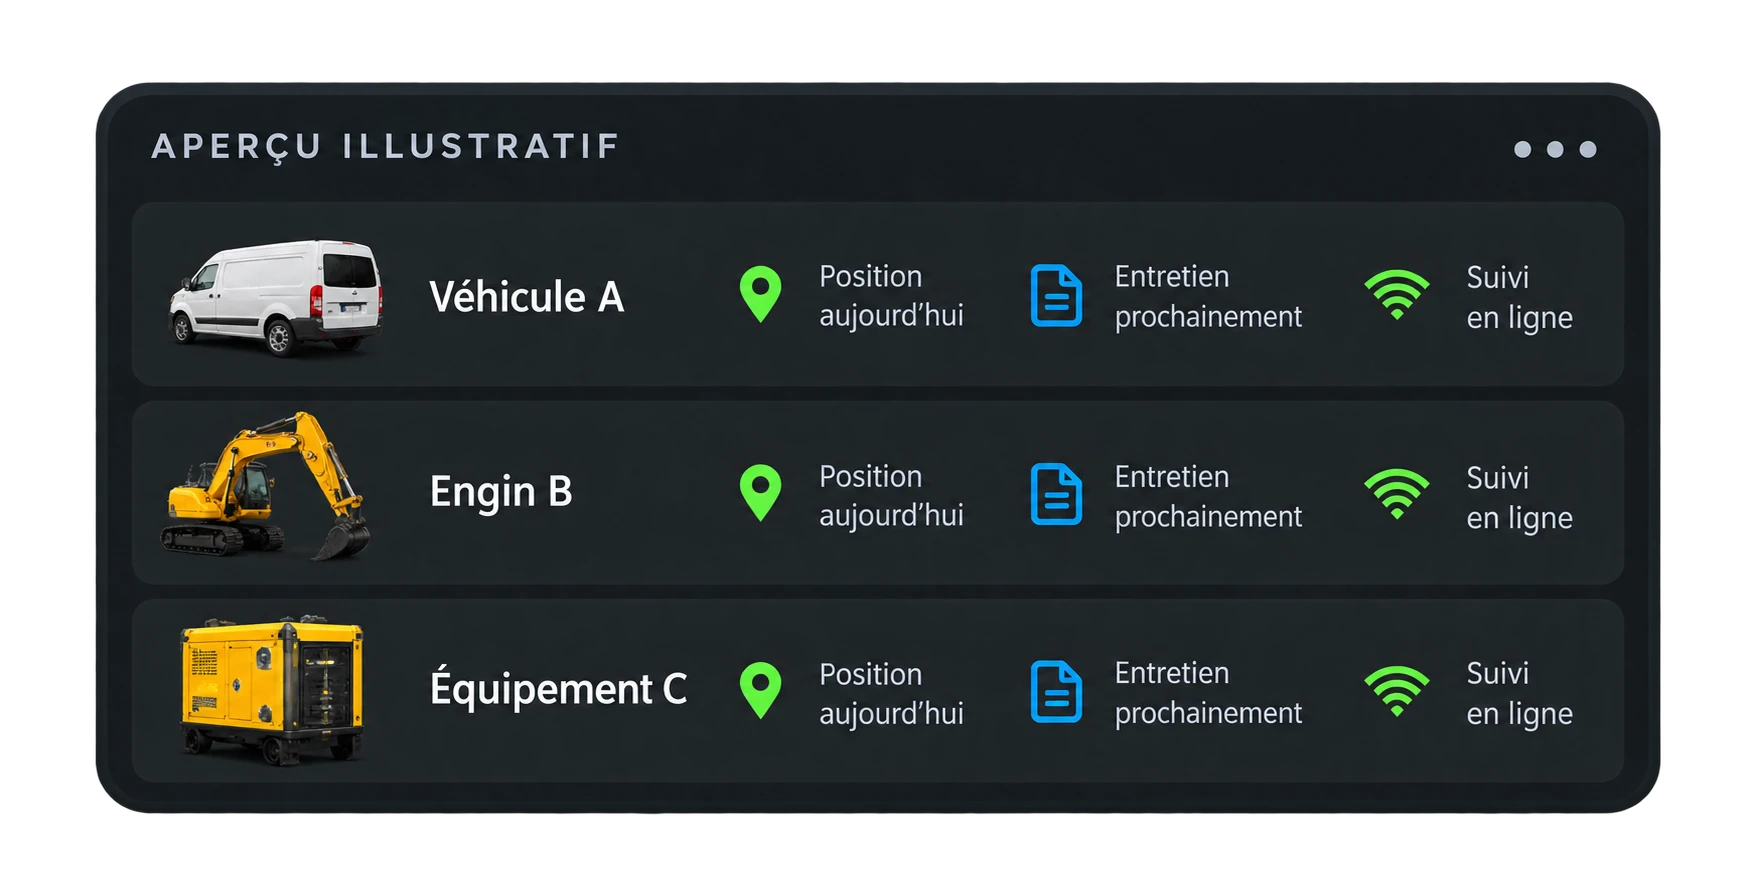 APERÇU ILLUSTRATIF
Véhicule A
Position
aujourd’hui
Entretien
prochainement
Suivi
en ligne
Engin B
Position
aujourd’hui
Entretien
prochainement
Suivi
en ligne
Équipement C
Position
aujourd’hui
Entretien
prochainement
Suivi
en ligne